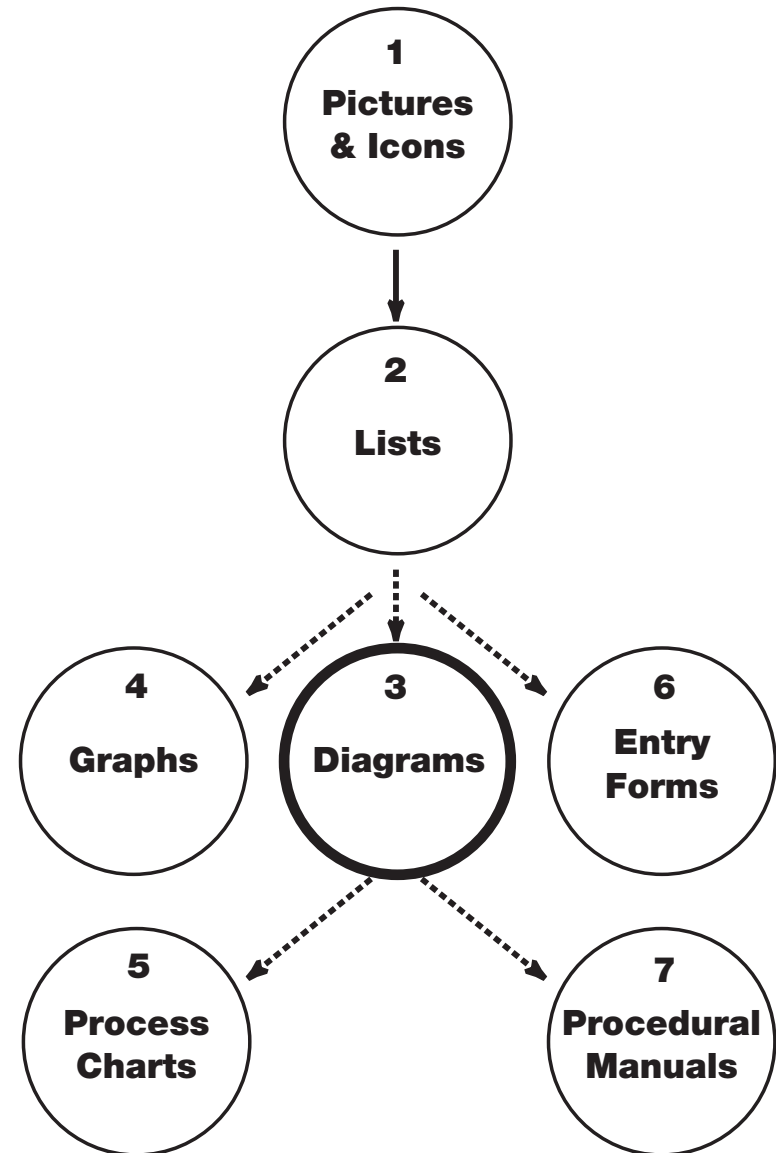 1
Pictures
& Icons
2
Lists
4
Graphs
3
Diagrams
6
Entry
Forms
5
Process
Charts
7
Procedural
Manuals